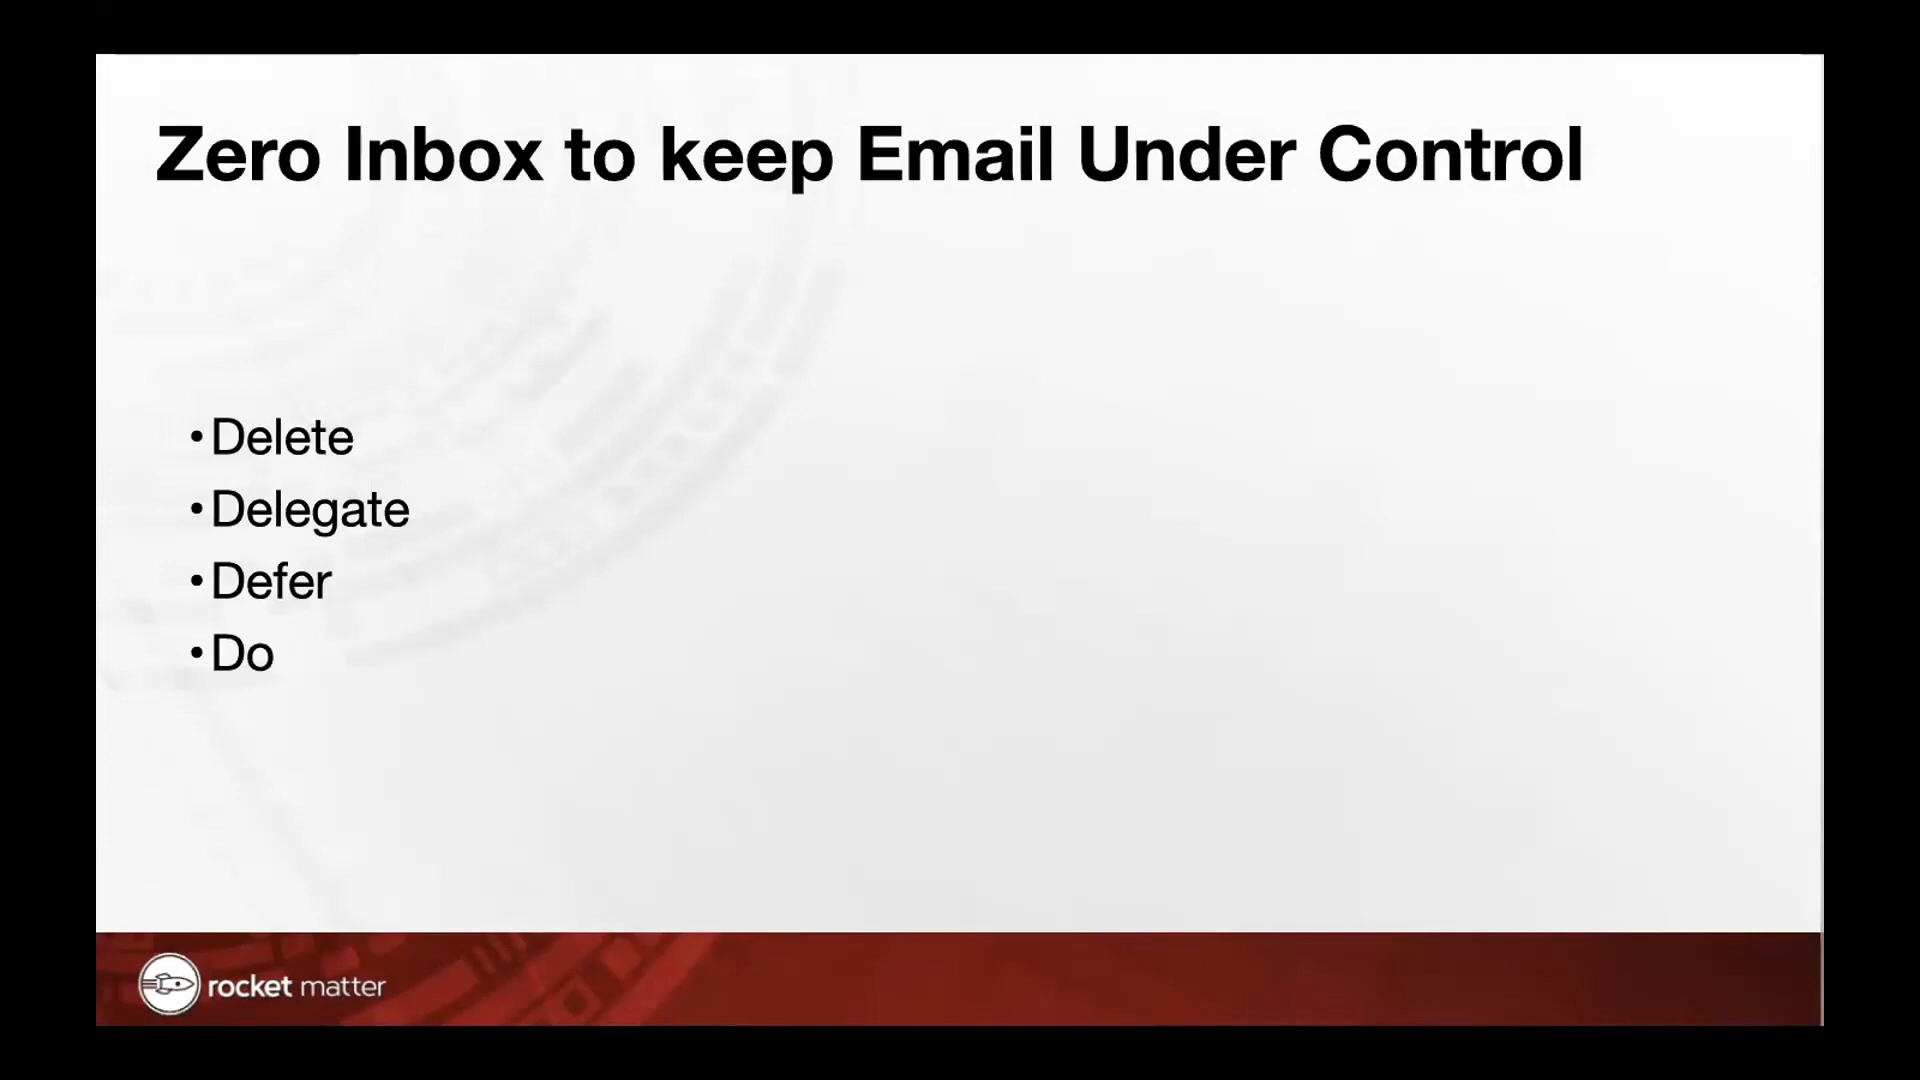 Zero Inbox to keep Email Under Control
•Delete
•Delegate
•Defer
•Do
rocket matter